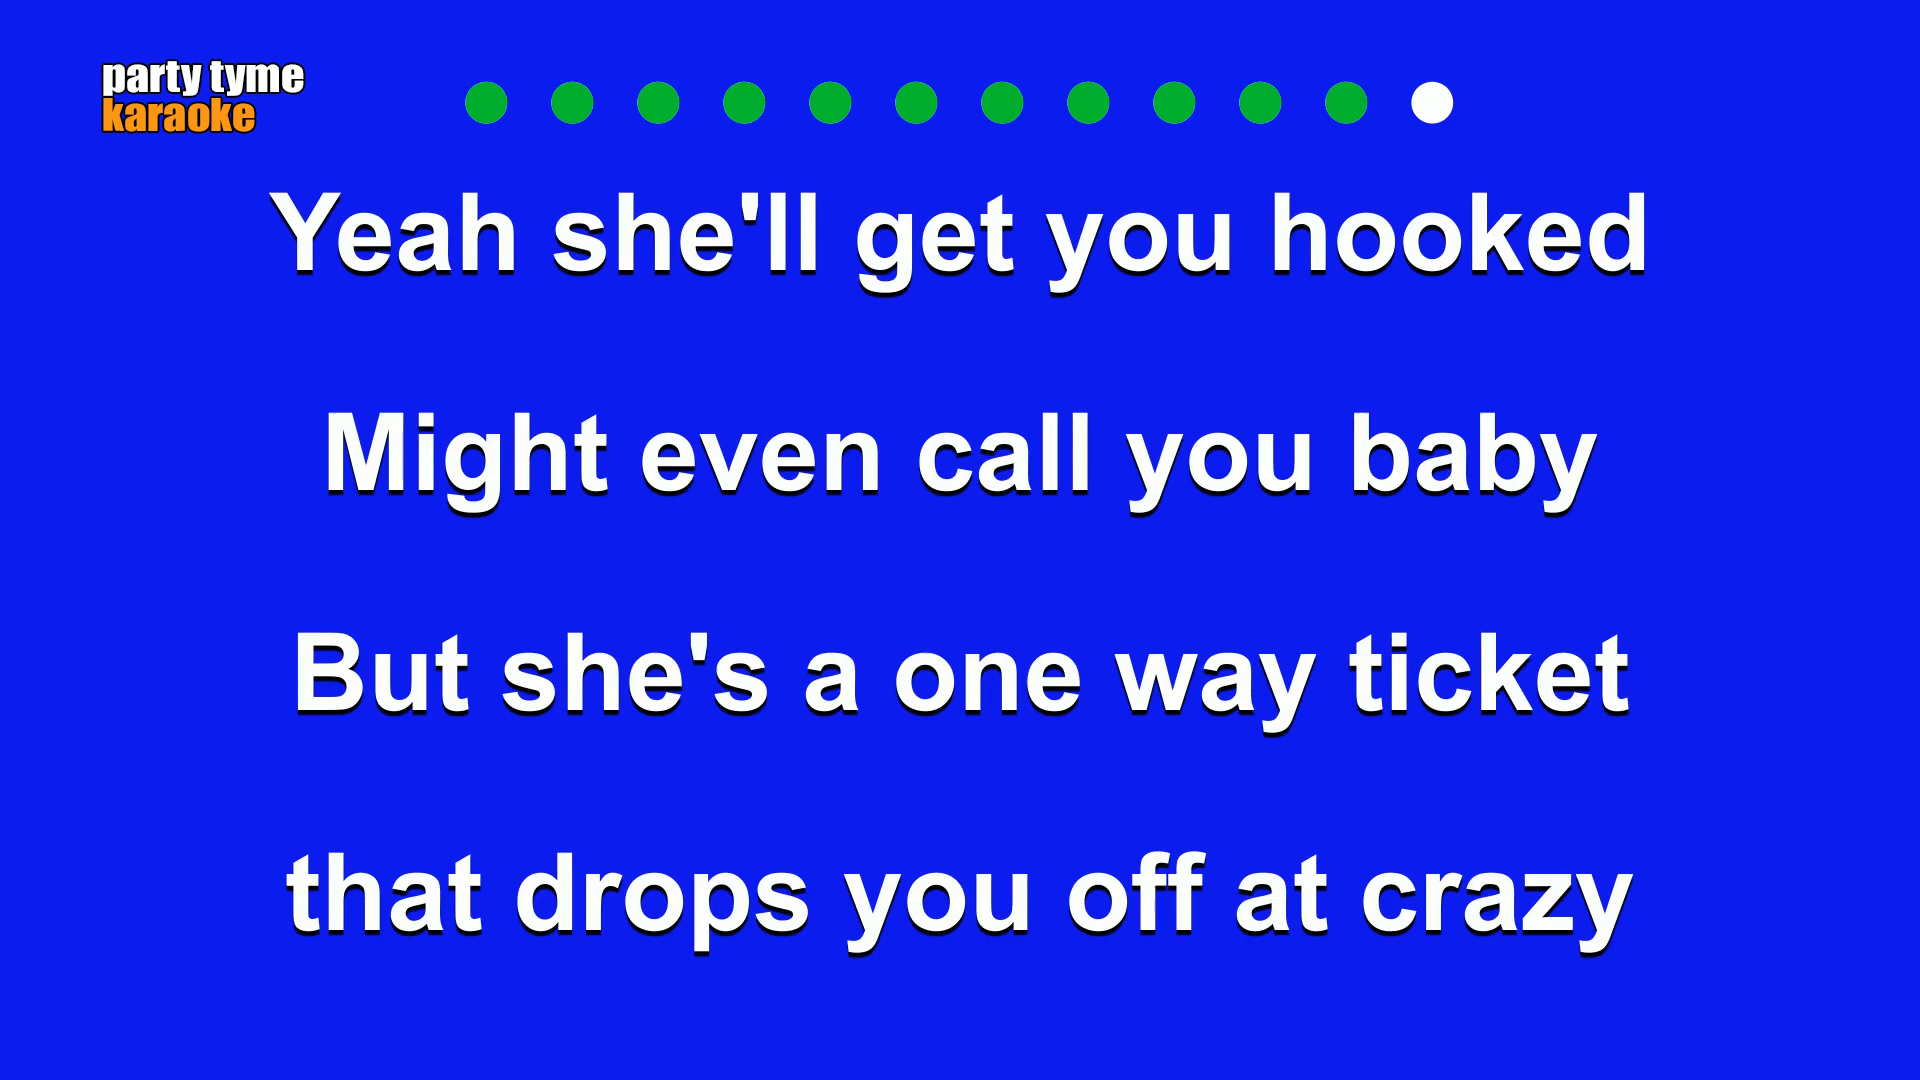 party tyme
karaoke
Yeah she'll get you hooked
Might even call you baby
But she's a one way ticket
that drops you off at crazy